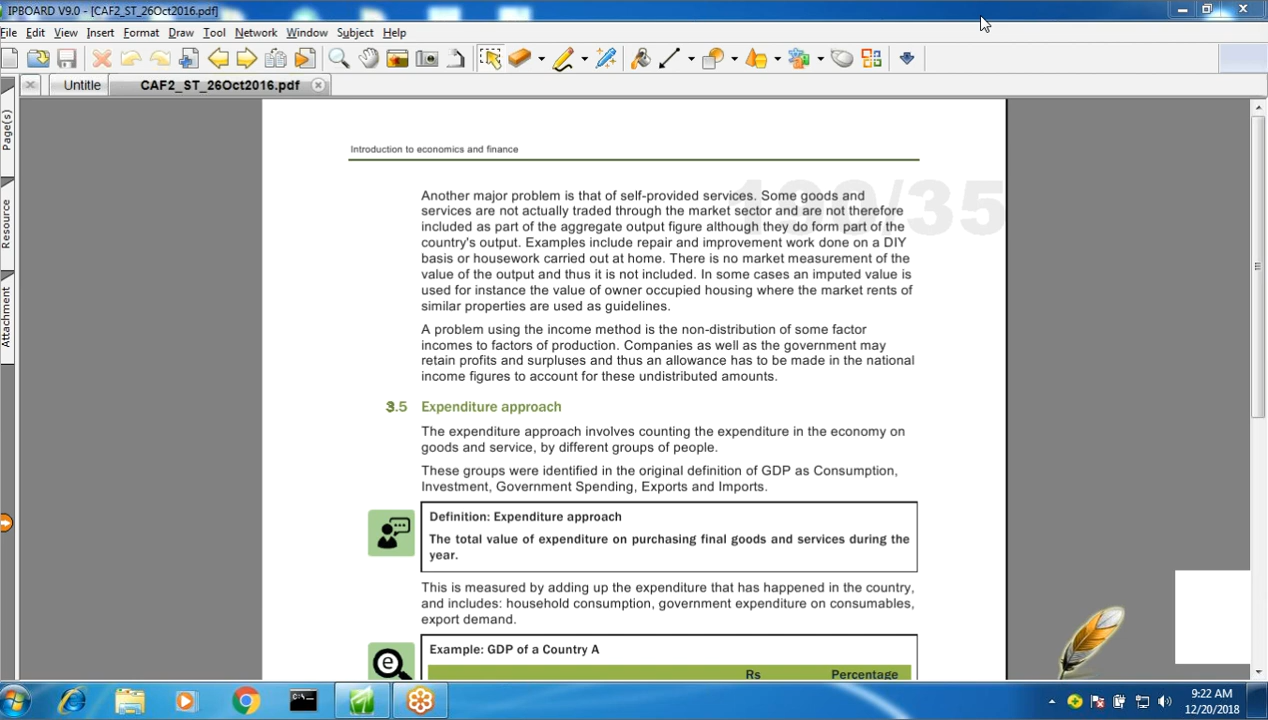 IPBOARD V9.0 - [CAF2_ST_26Oct2016.pdf]
File Edit View Insert Format Draw Tool Network Window Subject Help
Untitle CAF2_ST_26Oct2016.pdf
Page(s)
Resource
Attachment
Introduction to economics and finance
Another major problem is that of self-provided services. Some goods and
services are not actually traded through the market sector and are not therefore
included as part of the aggregate output figure although they do form part of the
country's output. Examples include repair and improvement work done on a DIY
basis or housework carried out at home. There is no market measurement of the
value of the output and thus it is not included. In some cases an imputed value is
used for instance the value of owner occupied housing where the market rents of
similar properties are used as guidelines.
A problem using the income method is the non-distribution of some factor
incomes to factors of production. Companies as well as the government may
retain profits and surpluses and thus an allowance has to be made in the national
income figures to account for these undistributed amounts.
3.5 Expenditure approach
The expenditure approach involves counting the expenditure in the economy on
goods and service, by different groups of people.
These groups were identified in the original definition of GDP as Consumption,
Investment, Government Spending, Exports and Imports.
Definition: Expenditure approach
The total value of expenditure on purchasing final goods and services during the
year.
This is measured by adding up the expenditure that has happened in the country,
and includes: household consumption, government expenditure on consumables,
export demand.
Example: GDP of a Country A
Rs Percentage
9:22 AM
12/20/2018